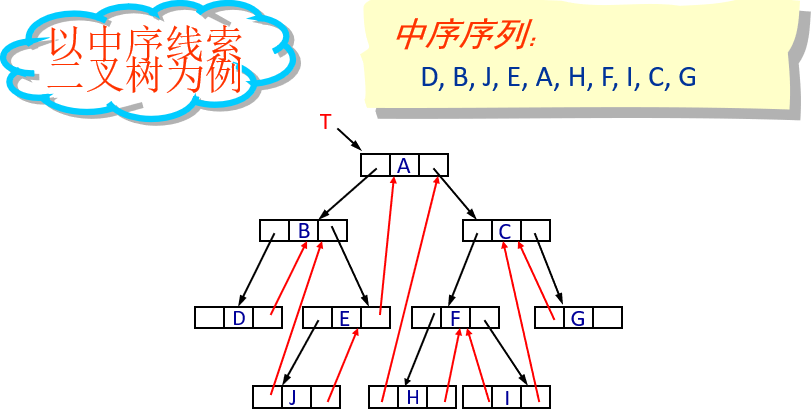 以中序线索
二叉树为例
中序序列:
D, B, J, E, A, H, F, I, C, G
T
A
B
C
D
E
F
G
J
H
I